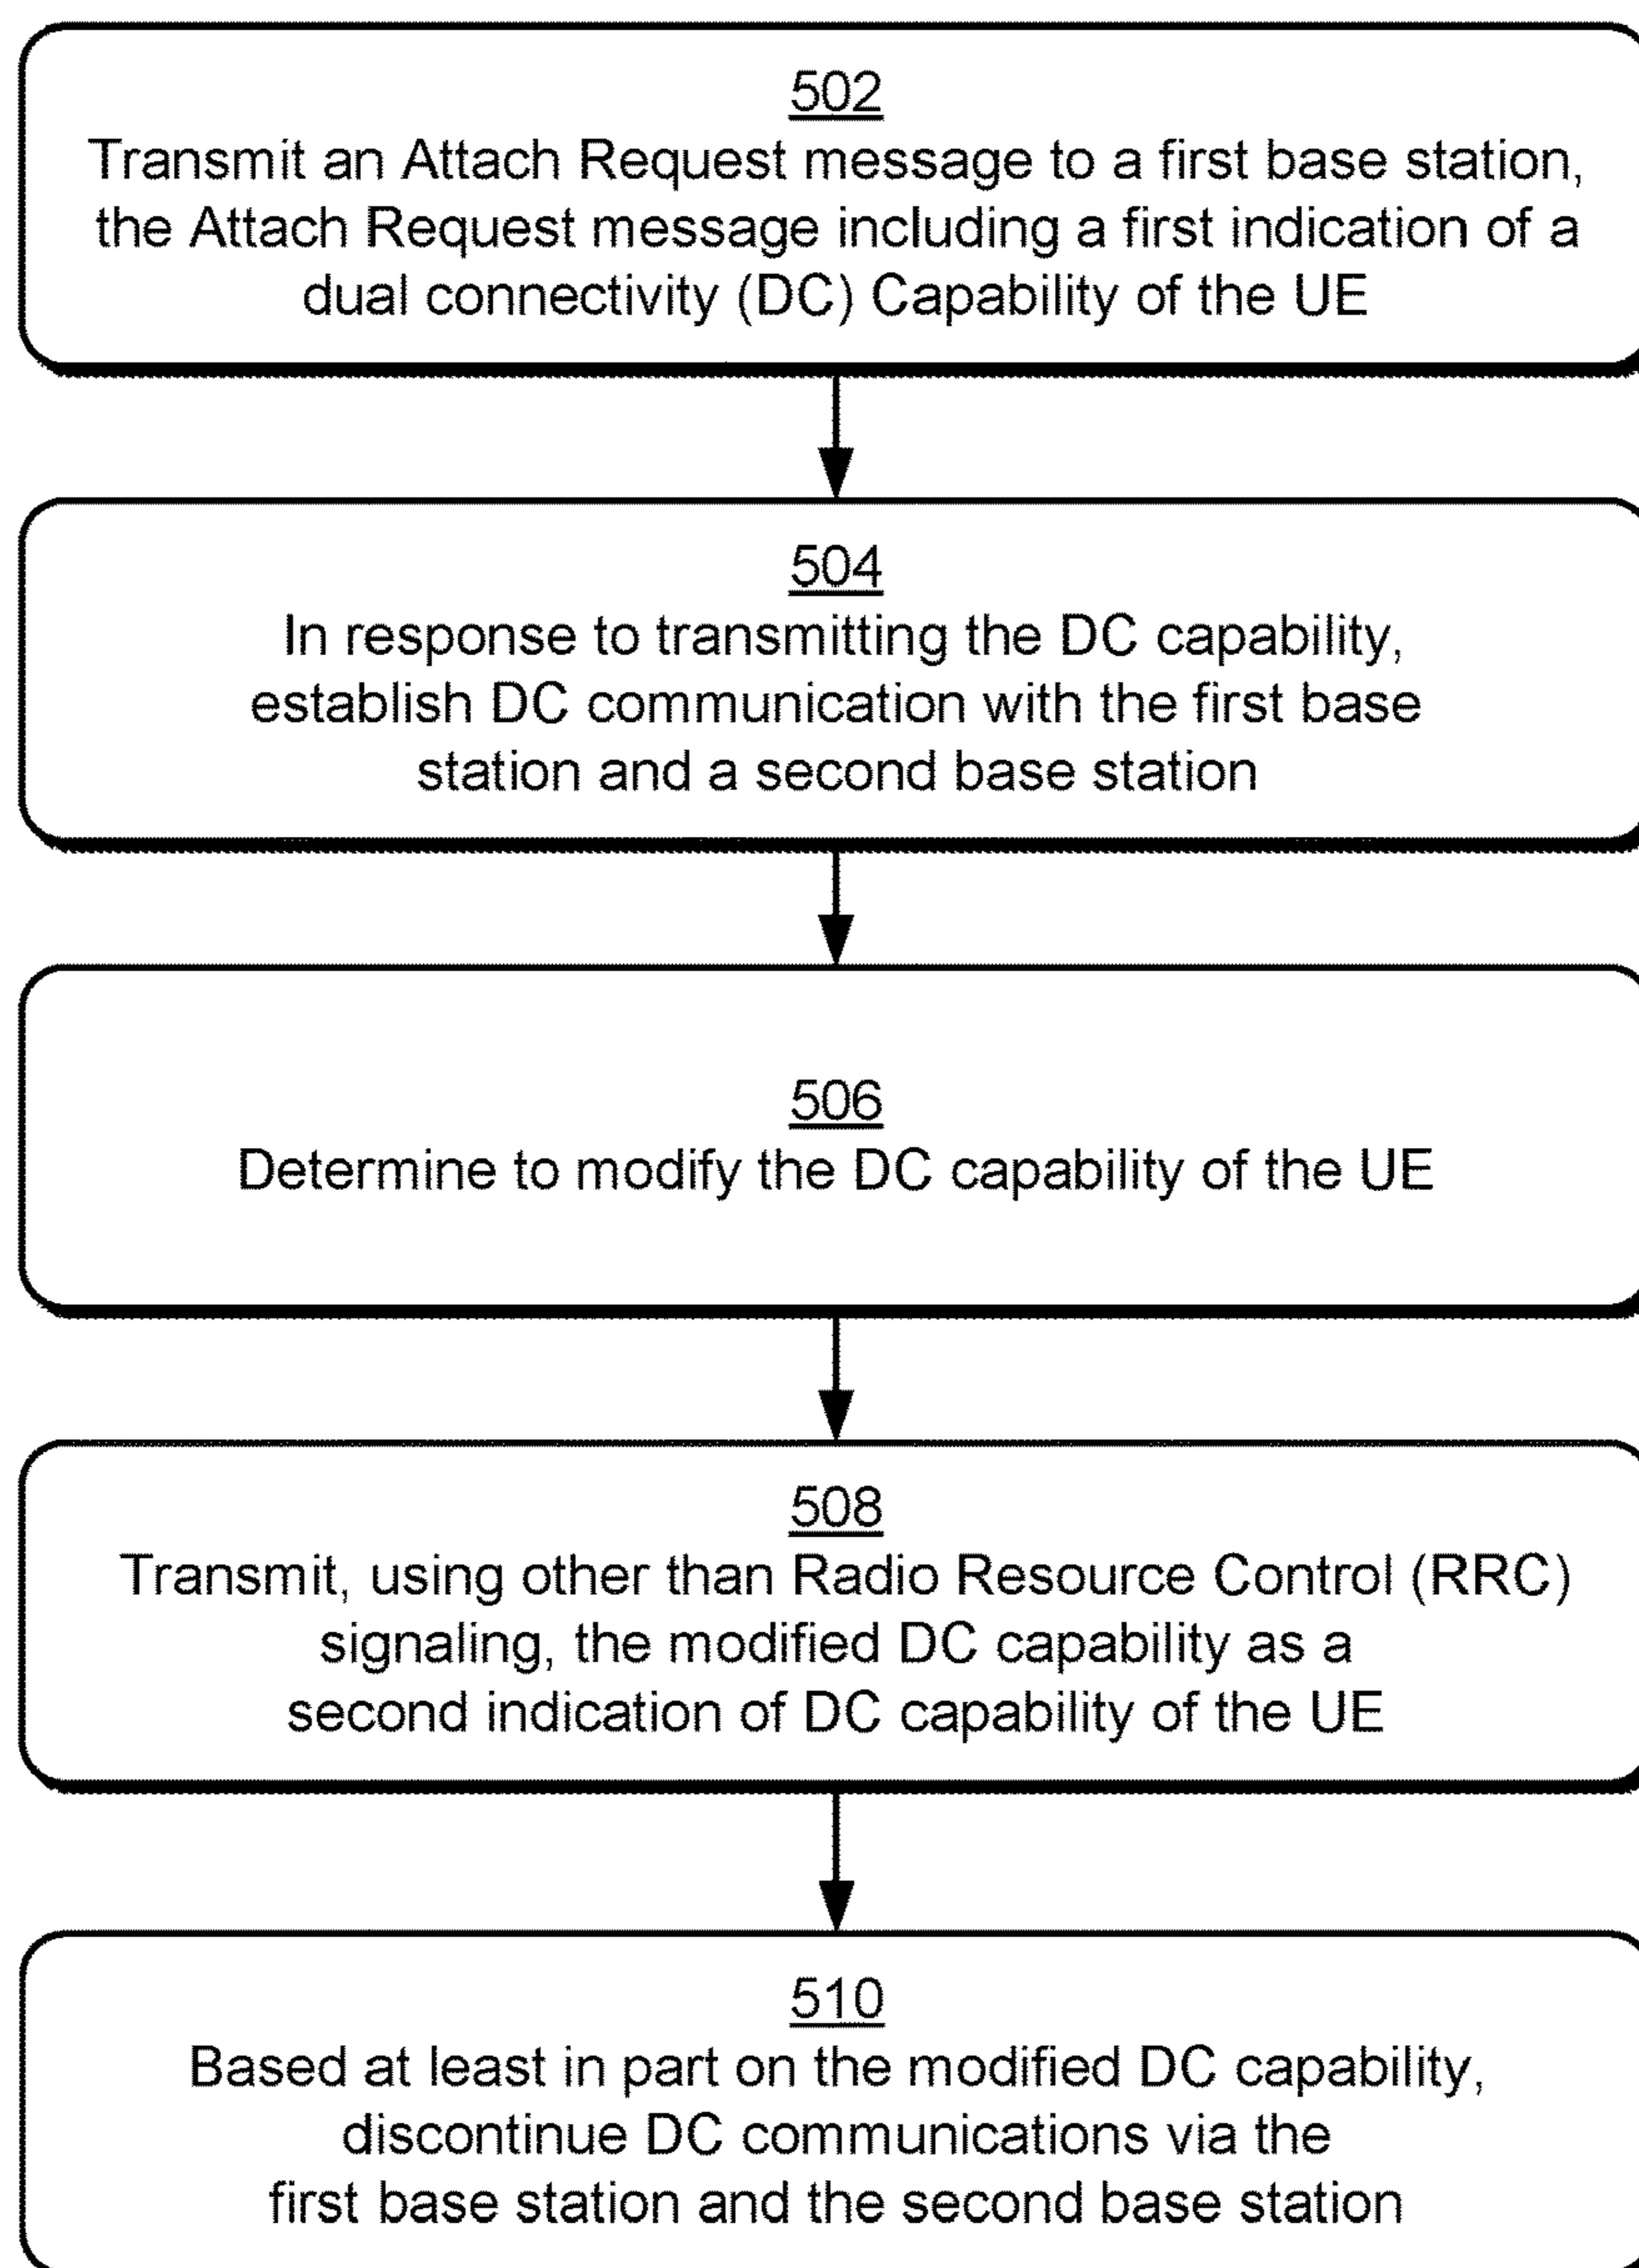 502
Transmit an Attach Request message to a first base station,
the Attach Request message including a first indication of a
dual connectivity (DC) Capability of the UE
504
In response to transmitting the DC capability,
establish DC communication with the first base
station and a second base station
506
Determine to modify the DC capability of the UE
508
Transmit, using other than Radio Resource Control (RRC)
signaling, the modified DC capability as a
second indication of DC capability of the UE
510
Based at least in part on the modified DC capability,
discontinue DC communications via the
first base station and the second base station